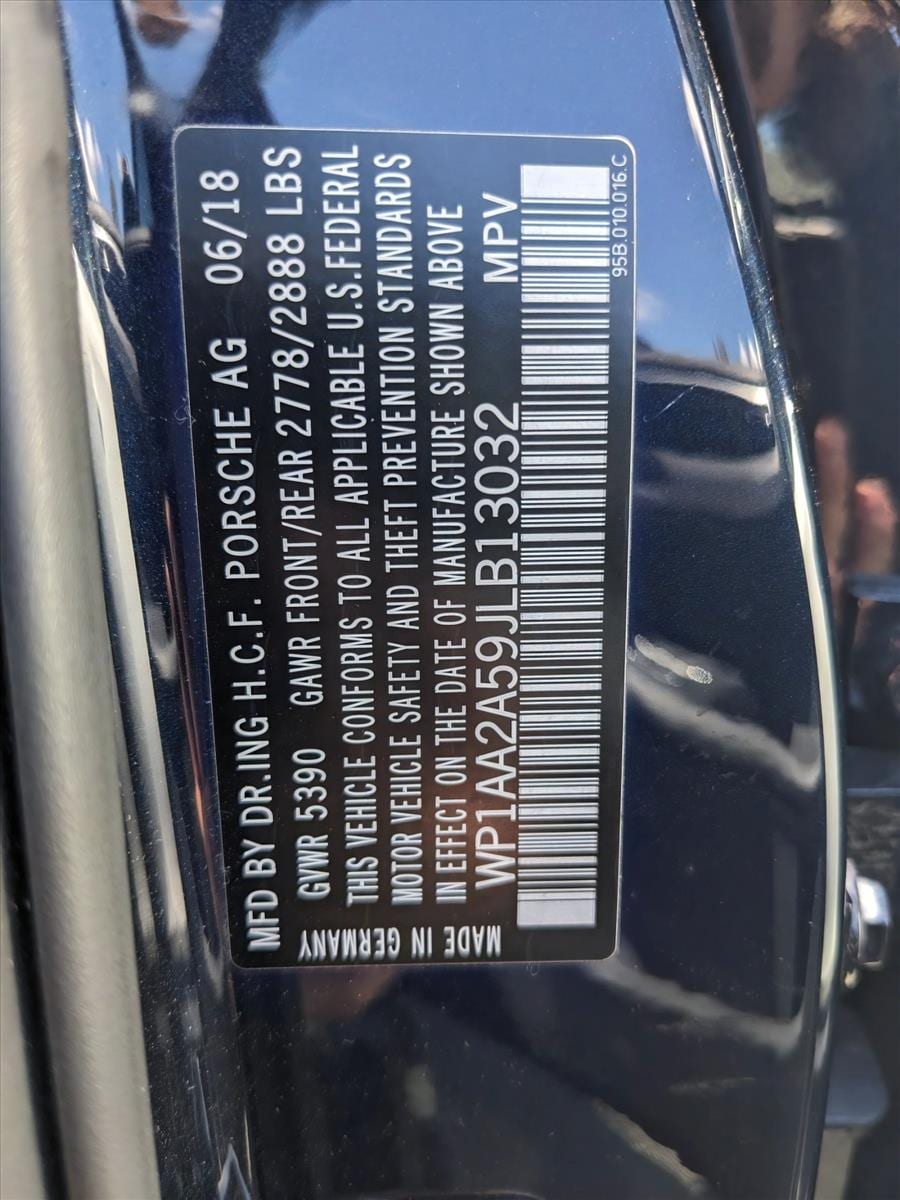 MFD BY DR.ING H.C.F. PORSCHE AG 06/18
GVWR 5390 GAWR FRONT/REAR 2778/2888 LBS
THIS VEHICLE CONFORMS TO ALL APPLICABLE U.S.FEDERAL
MOTOR VEHICLE SAFETY AND THEFT PREVENTION STANDARDS
IN EFFECT ON THE DATE OF MANUFACTURE SHOWN ABOVE
WP1AA2A59JLB13032 MPV
MADE IN GERMANY
95B.010.016.C